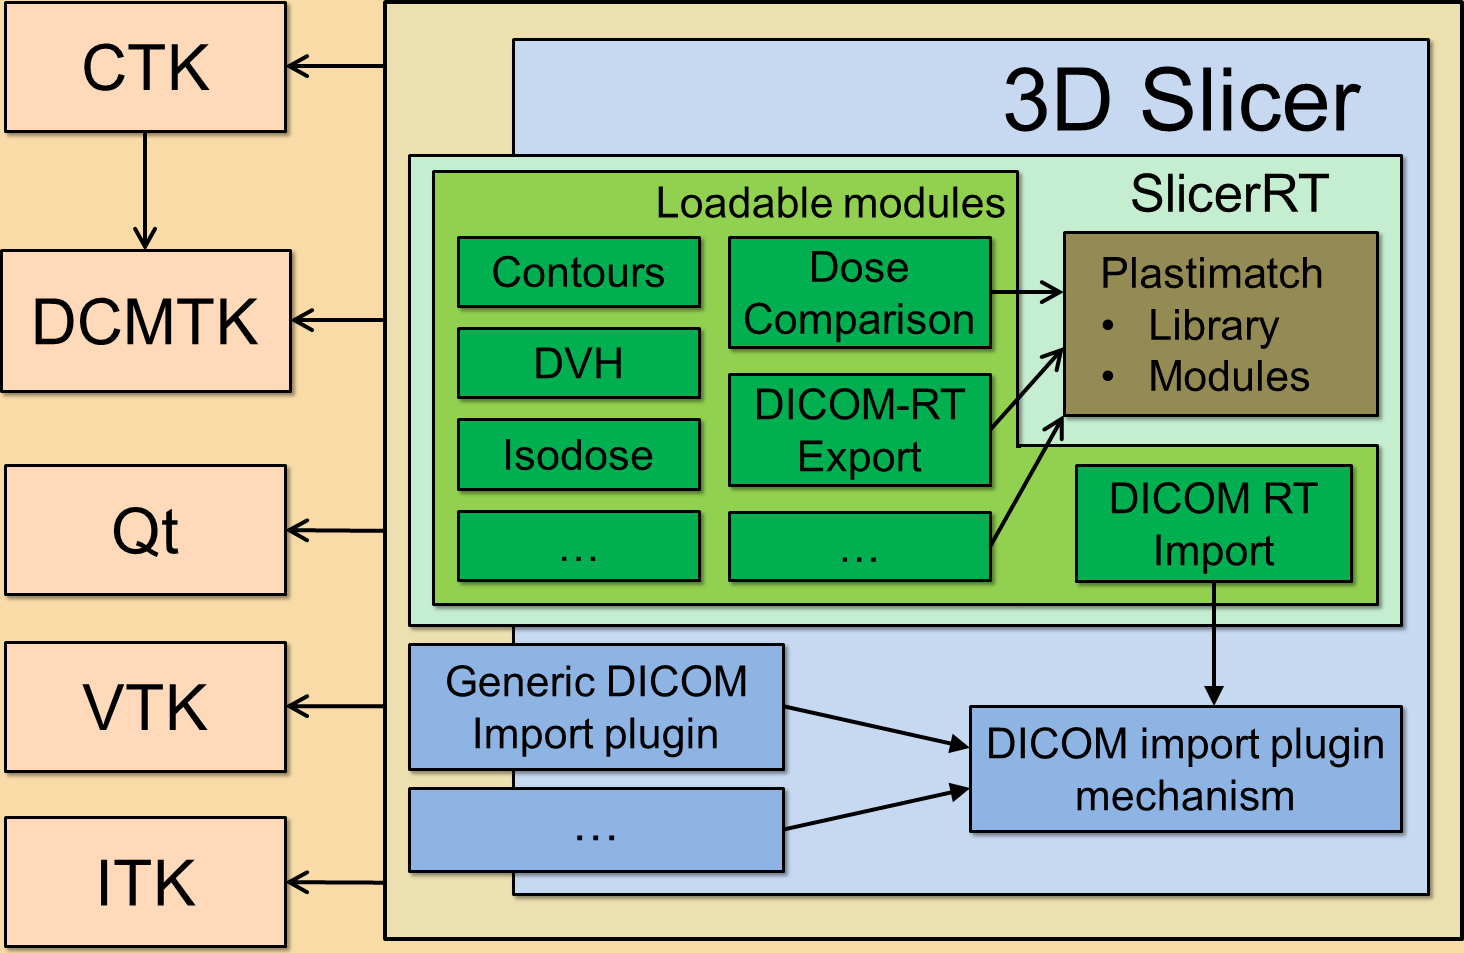 CTK
DCMTK
Qt
VTK
ITK
3D Slicer
SlicerRT
Loadable modules
Contours
DVH
Isodose
...
Dose
Comparison
DICOM-RT
Export
...
Plastimatch
• Library
• Modules
DICOM RT
Import
Generic DICOM
Import plugin
...
DICOM import plugin
mechanism